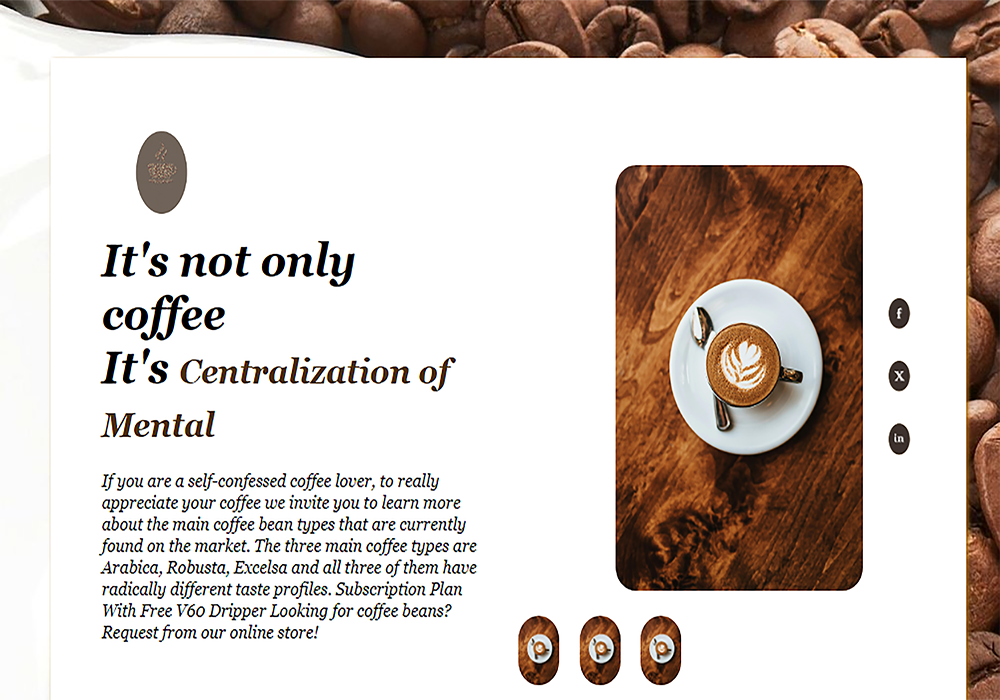 It's not only
coffee
It's Centralization of
Mental
If you are a self-confessed coffee lover, to really
appreciate your coffee we invite you to learn more
about the main coffee bean types that are currently
found on the market. The three main coffee types are
Arabica, Robusta, Excelsa and all three of them have
radically different taste profiles. Subscription Plan
With Free V60 Dripper Looking for coffee beans?
Request from our online store!
f
X
in